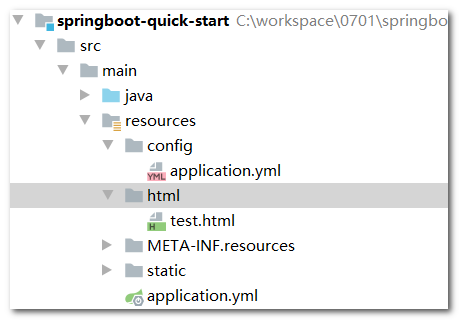 springboot-quick-start C:\workspace\0701\springbo
src
main
java
resources
config
YML application.yml
html
H test.html
META-INF.resources
static
application.yml